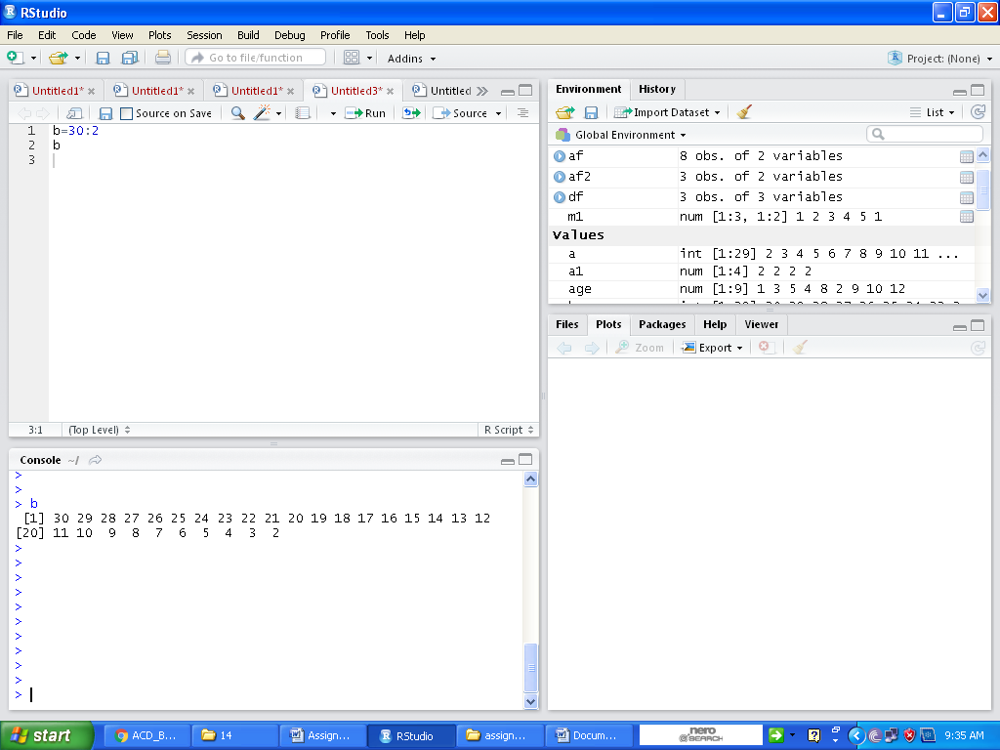 RStudio
File Edit Code View Plots Session Build Debug Profile Tools Help
Go to file/function Addins Project: (None)
Untitled1* Untitled1* Untitled1* Untitled3* Untitled
Source on Save Run Source
1 b=30:2
2 b
3
3:1 (Top Level) R Script
Console ~/
>
>
> b
[1] 30 29 28 27 26 25 24 23 22 21 20 19 18 17 16 15 14 13 12
[20] 11 10 9 8 7 6 5 4 3 2
>
>
>
>
>
>
>
>
>
>
>
Environment History
Import Dataset List
Global Environment
af 8 obs. of 2 variables
af2 3 obs. of 2 variables
df 3 obs. of 3 variables
m1 num [1:3, 1:2] 1 2 3 4 5 1
Values
a int [1:29] 2 3 4 5 6 7 8 9 10 11 ...
a1 num [1:4] 2 2 2 2
age num [1:9] 1 3 5 4 8 2 9 10 12
Files Plots Packages Help Viewer
Zoom Export
start ACD_B... 14 Assign... RStudio assign... Docum... nero SEARCH 9:35 AM